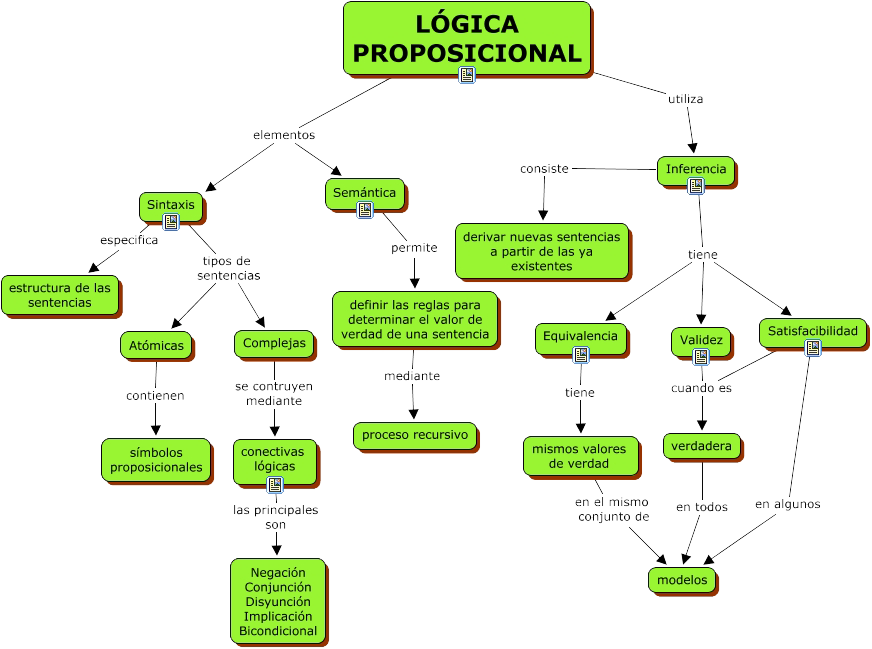 LÓGICA
PROPOSICIONAL
utiliza
elementos
consiste
Inferencia
Sintaxis
Semántica
especifica
permite
derivar nuevas sentencias
a partir de las ya
existentes
tipos de
sentencias
tiene
estructura de las
sentencias
definir las reglas para
determinar el valor de
verdad de una sentencia
Atómicas
Complejas
Equivalencia
Validez
Satisfacibilidad
contienen
se contruyen
mediante
mediante
tiene
cuando es
símbolos
proposicionales
conectivas
lógicas
proceso recursivo
mismos valores
de verdad
verdadera
las principales
son
en el mismo
conjunto de
en todos
en algunos
Negación
Conjunción
Disyunción
Implicación
Bicondicional
modelos